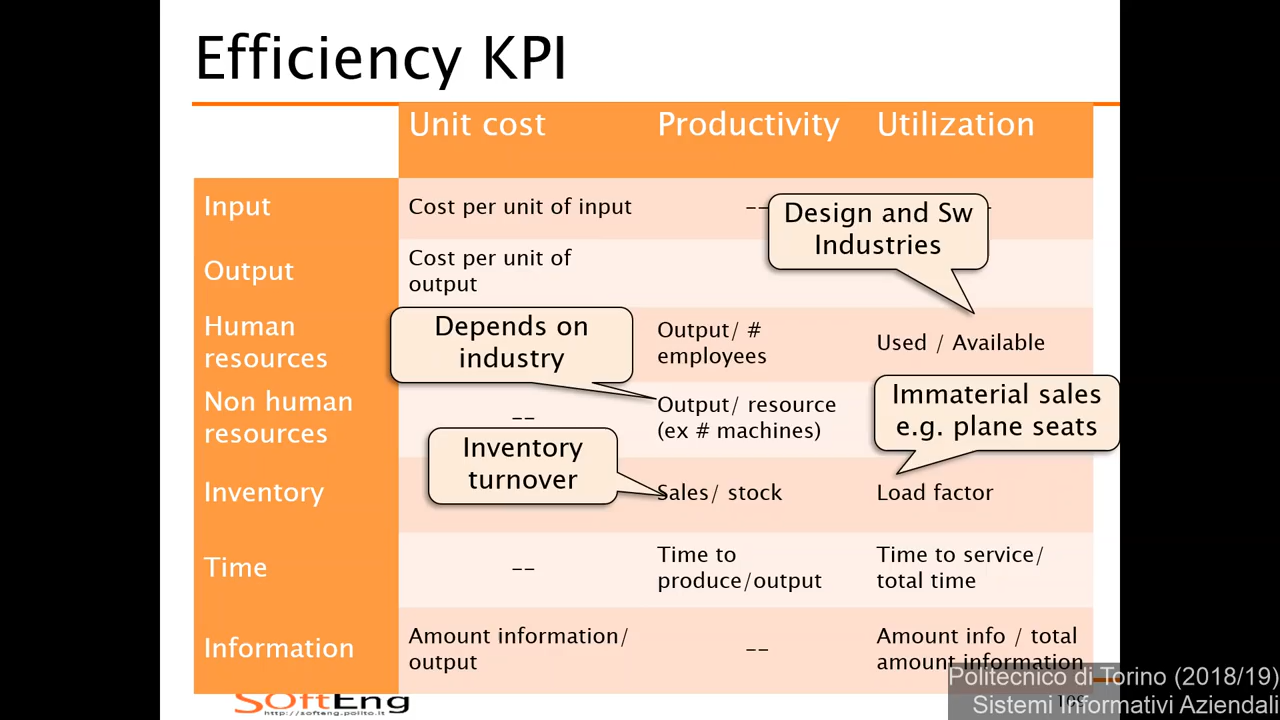 Efficiency KPI
Unit cost
Productivity
Utilization
Input
Cost per unit of input
--
Design and Sw
Industries
Output
Cost per unit of
output
Human
resources
Depends on
industry
Output/ #
employees
Used / Available
Non human
resources
--
Output/ resource
(ex # machines)
Immaterial sales
e.g. plane seats
Inventory
Inventory
turnover
Sales/ stock
Load factor
Time
--
Time to
produce/output
Time to service/
total time
Information
Amount information/
output
--
Amount info / total
amount information
SoftEng
http://softeng.polito.it
Politecnico di Torino (2018/19)
Sistemi Informativi Aziendali